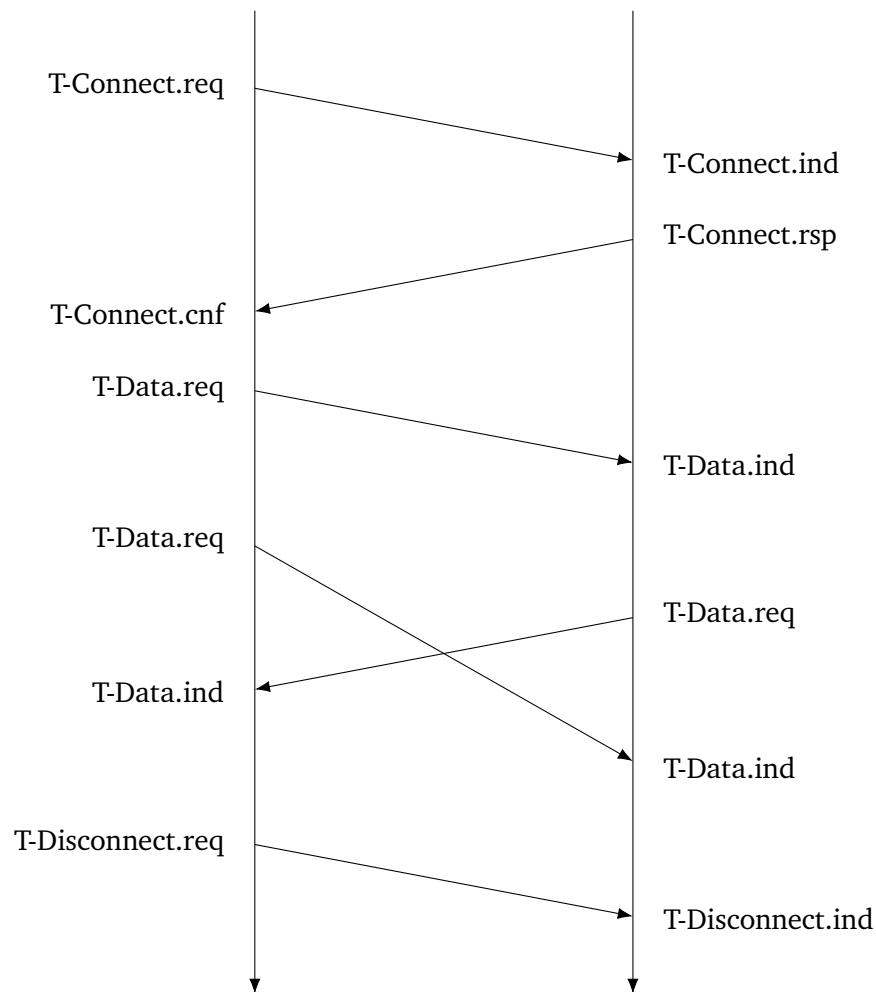 T-Connect.req
T-Connect.ind
T-Connect.rsp
T-Connect.cnf
T-Data.req
T-Data.ind
T-Data.req
T-Data.req
T-Data.ind
T-Data.ind
T-Disconnect.req
T-Disconnect.ind